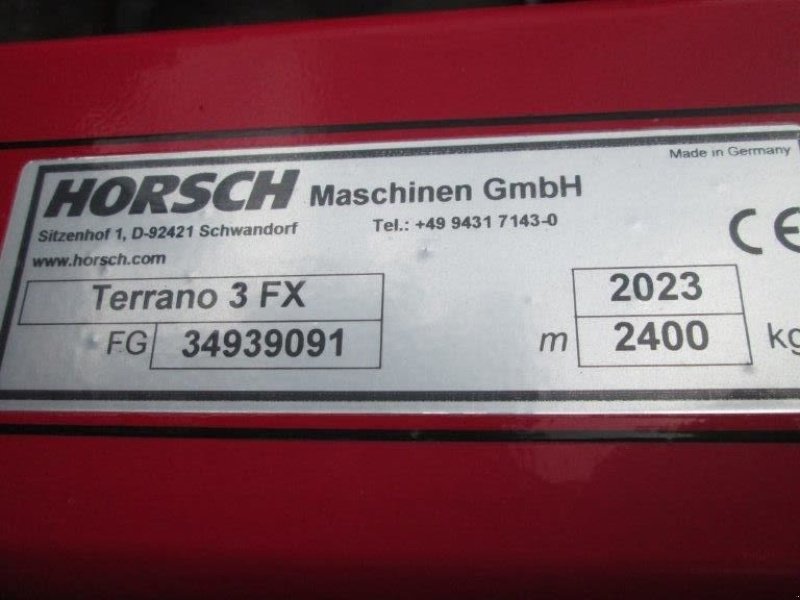 Made in Germany
HORSCH Maschinen GmbH
Sitzenhof 1, D-92421 Schwandorf Tel.: +49 9431 7143-0
www.horsch.com
CE
Terrano 3 FX 2023
FG 34939091 m 2400 kg